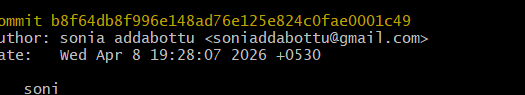 ommit b8f64db8f996e148ad76e125e824c0fae0001c49
uthor: sonia addabottu <soniaddabottu@gmail.com>
ate:   Wed Apr 8 19:28:07 2026 +0530
soni